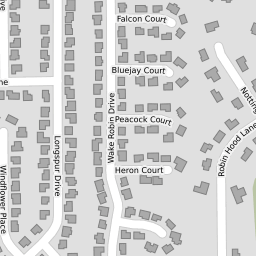 Falcon Court
Bluejay Court
Peacock Court
Heron Court
Wake Robin Drive
Longspur Drive
Windflower Place
Robin Hood Lane